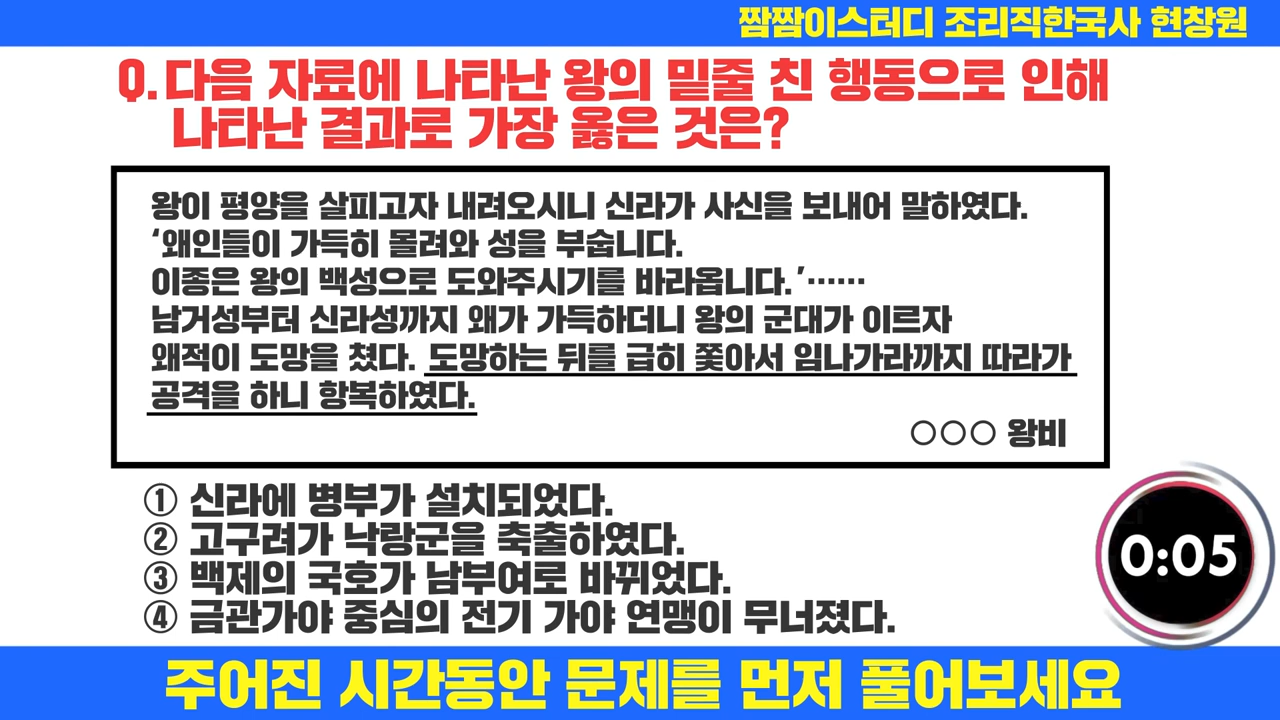 짬짬이스터디 조리직한국사 현창원
Q. 다음 자료에 나타난 왕의 밑줄 친 행동으로 인해
나타난 결과로 가장 옳은 것은?
왕이 평양을 살피고자 내려오시니 신라가 사신을 보내어 말하였다.
‘왜인들이 가득히 몰려와 성을 부숩니다.
이종은 왕의 백성으로 도와주시기를 바라옵니다.’……
남거성부터 신라성까지 왜가 가득하더니 왕의 군대가 이르자
왜적이 도망을 쳤다. 도망하는 뒤를 급히 쫓아서 임나가라까지 따라가
공격을 하니 항복하였다.
○○○ 왕비
① 신라에 병부가 설치되었다.
② 고구려가 낙랑군을 축출하였다.
③ 백제의 국호가 남부여로 바뀌었다.
④ 금관가야 중심의 전기 가야 연맹이 무너졌다.
0:05
주어진 시간동안 문제를 먼저 풀어보세요